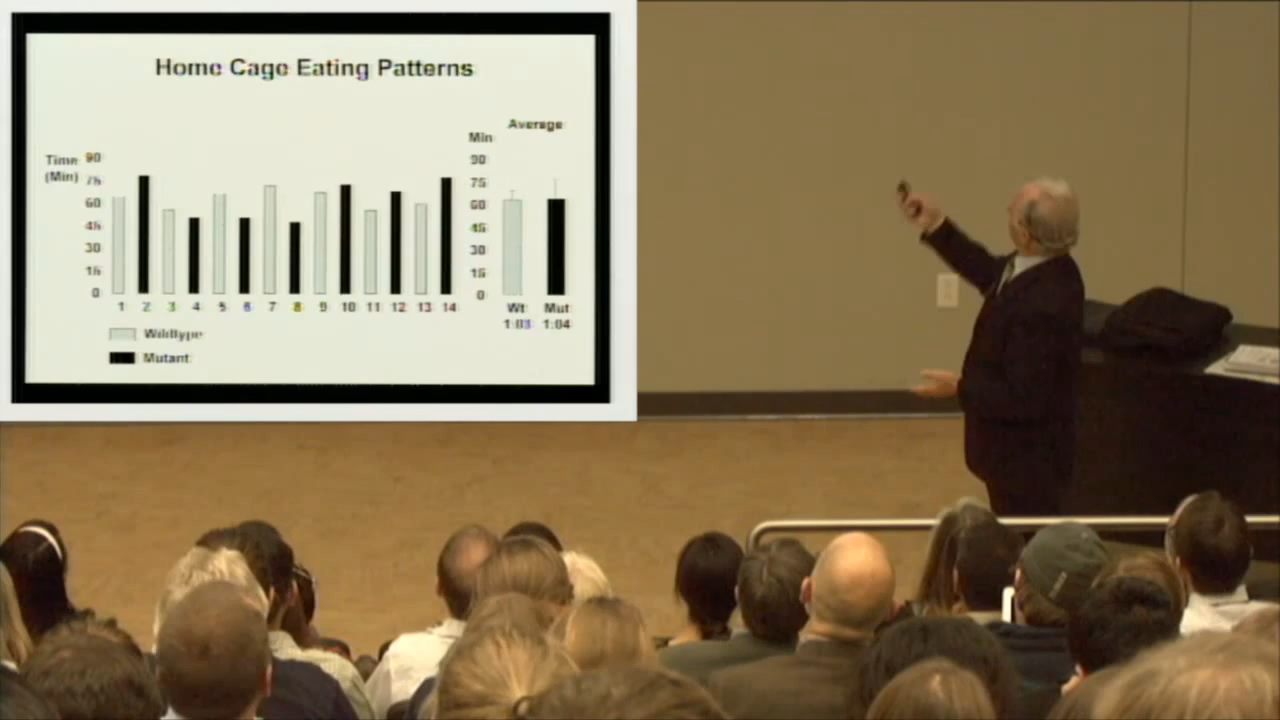 Home Cage Eating Patterns
Average
Min
Time
(Min)
90
75
60
45
30
15
0
90
75
60
45
30
15
0
1 2 3 4 5 6 7 8 9 10 11 12 13 14
Wt Mut
1:03 1:04
Wildtype
Mutant